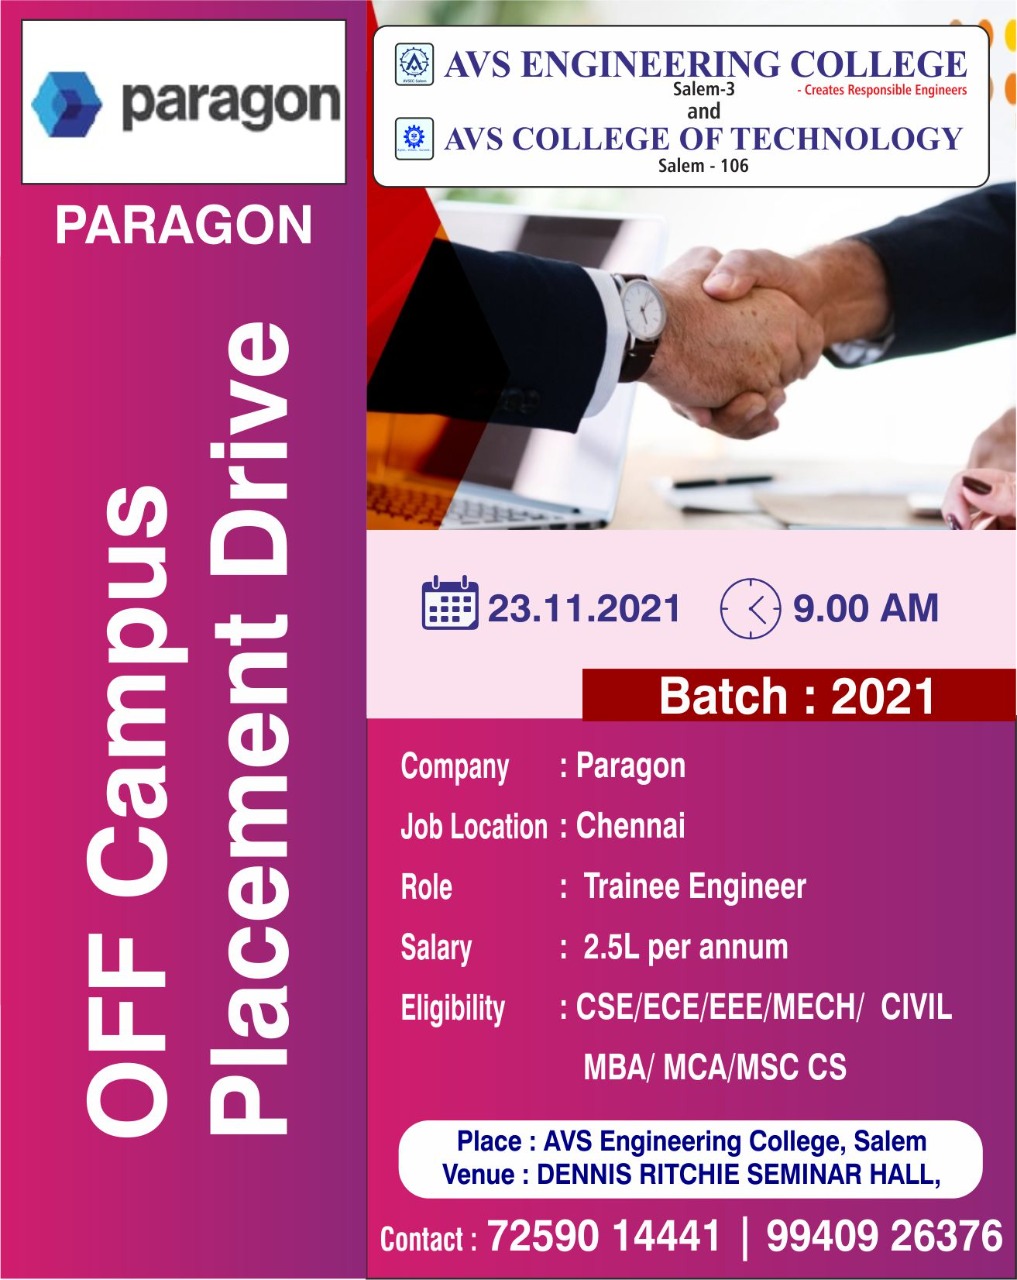 paragon
PARAGON
OFF Campus
Placement Drive
AVS ENGINEERING COLLEGE
Salem-3
- Creates Responsible Engineers
and
AVS COLLEGE OF TECHNOLOGY
Salem - 106
23.11.2021
9.00 AM
Batch : 2021
Company : Paragon
Job Location : Chennai
Role : Trainee Engineer
Salary : 2.5L per annum
Eligibility : CSE/ECE/EEE/MECH/ CIVIL
MBA/ MCA/MSC CS
Place : AVS Engineering College, Salem
Venue : DENNIS RITCHIE SEMINAR HALL,
Contact : 72590 14441 | 99409 26376